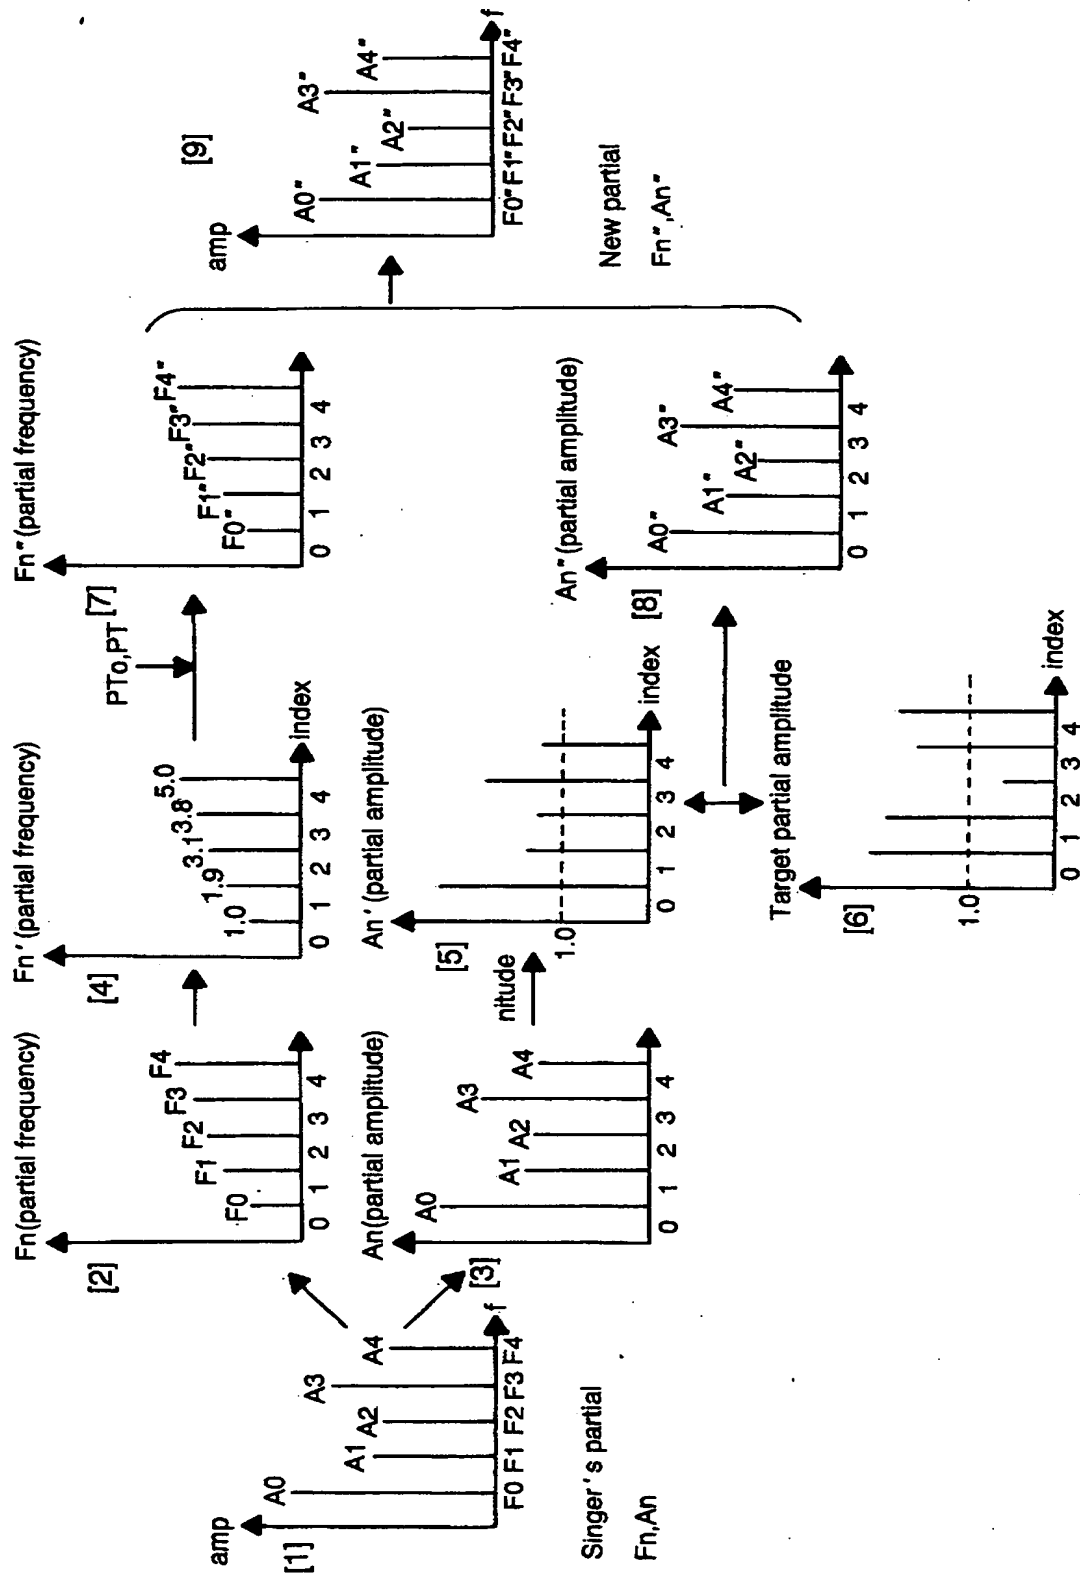 amp
[1]
A0
A1
A2
A3
A4
F0 F1 F2 F3 F4
f
Singer's partial
Fn,An
Fn(partial frequency)
[2]
F0
F1
F2
F3
F4
0 1 2 3 4
An(partial amplitude)
[3]
A0
A1
A2
A3
A4
0 1 2 3 4
Fn'(partial frequency)
[4]
1.0
1.9
3.1
3.8
5.0
0 1 2 3 4
index
nitude
An'(partial amplitude)
[5]
1.0
0 1 2 3 4
index
Target partial amplitude
[6]
1.0
0 1 2 3 4
index
PTo,PT
Fn"(partial frequency)
[7]
F0"
F1"
F2"
F3"
F4"
0 1 2 3 4
An"(partial amplitude)
[8]
A0"
A1"
A2"
A3"
A4"
0 1 2 3 4
amp
[9]
A0"
A1"
A2"
A3"
A4"
F0"F1"F2"F3"F4"
f
New partial
Fn",An"